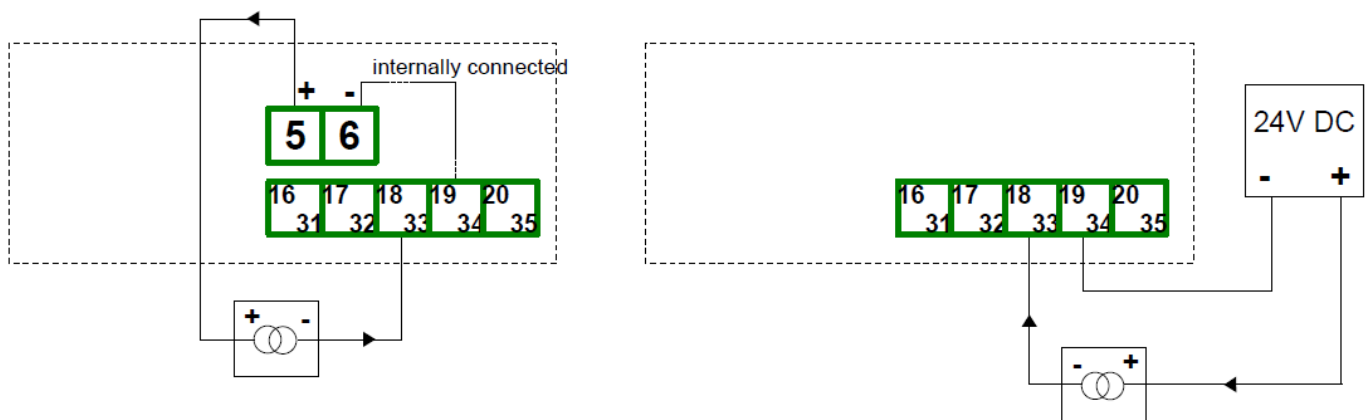 internally connected
+ -
5 6
16 17 18 19 20
31 32 33 34 35
+ -
24V DC
- +
16 17 18 19 20
31 32 33 34 35
- +